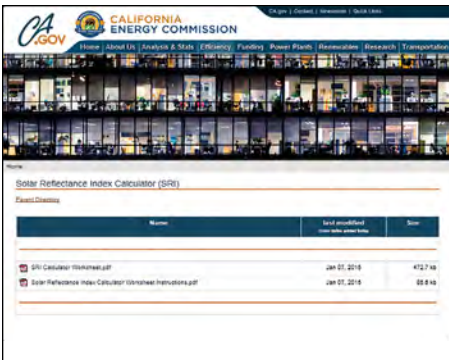 CA.gov | Contact | Newsroom | Quick Links
CA
.GOV
CALIFORNIA
ENERGY COMMISSION
Home About Us Analysis & Stats Efficiency Funding Power Plants Renewables Research Transportation
Home
Solar Reflectance Index Calculator (SRI)
Parent Directory
Name Last modified Size
SRI Calculator Worksheet.pdf Jan 07, 2015 472.7 kb
Solar Reflectance Index Calculator Worksheet Instructions.pdf Jan 07, 2015